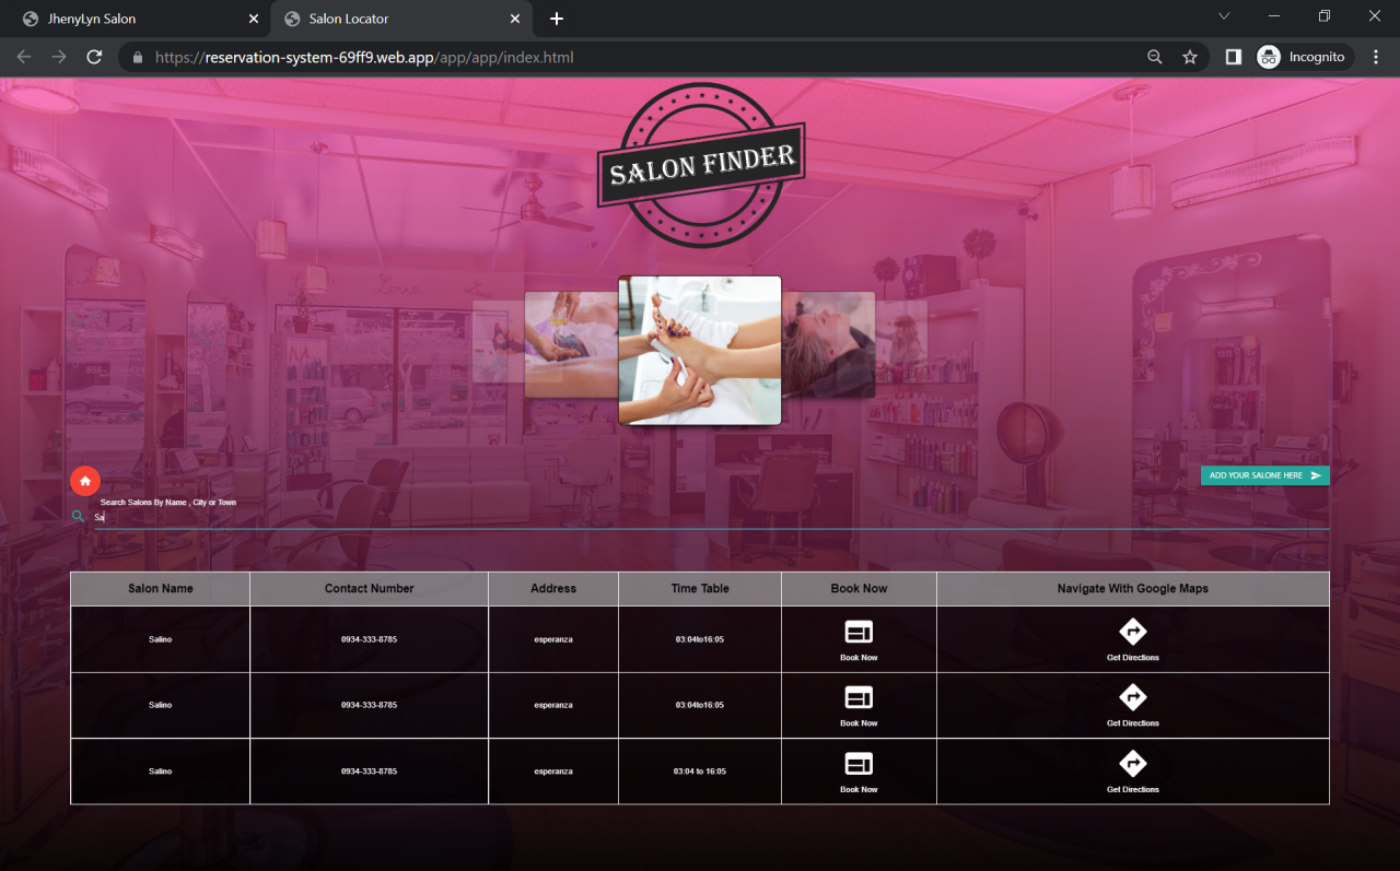 JhenyLyn Salon
Salon Locator
https://reservation-system-69ff9.web.app/app/app/index.html
Incognito
SALON FINDER
ADD YOUR SALONE HERE
Search Salons By Name , City or Town
Sa
Salon Name Contact Number Address Time Table Book Now Navigate With Google Maps
Salino 0934-333-8785 esperanza 03:04to16:05 Book Now Get Directions
Salino 0934-333-8785 esperanza 03:04to16:05 Book Now Get Directions
Salino 0934-333-8785 esperanza 03:04 to 16:05 Book Now Get Directions